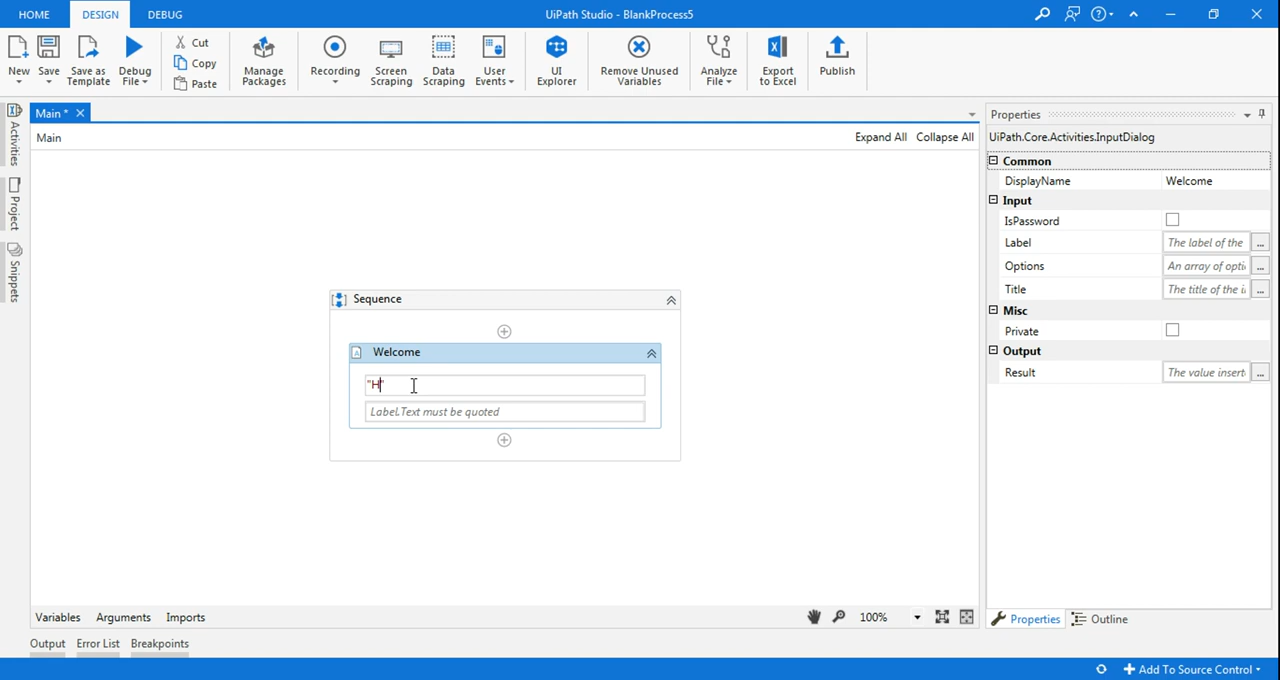 HOME DESIGN DEBUG UiPath Studio - BlankProcess5
New Save Save as Template Debug File Cut Copy Paste Manage Packages Recording Screen Scraping Data Scraping User Events UI Explorer Remove Unused Variables Analyze File Export to Excel Publish
Main *
Main Expand All Collapse All
Activities
Project
Snippets
Sequence
Welcome
"H"
Label.Text must be quoted
Properties
UiPath.Core.Activities.InputDialog
Common
DisplayName Welcome
Input
IsPassword
Label The label of the ...
Options An array of opti ...
Title The title of the i ...
Misc
Private
Output
Result The value insert ...
Variables Arguments Imports 100%
Properties Outline
Output Error List Breakpoints
Add To Source Control